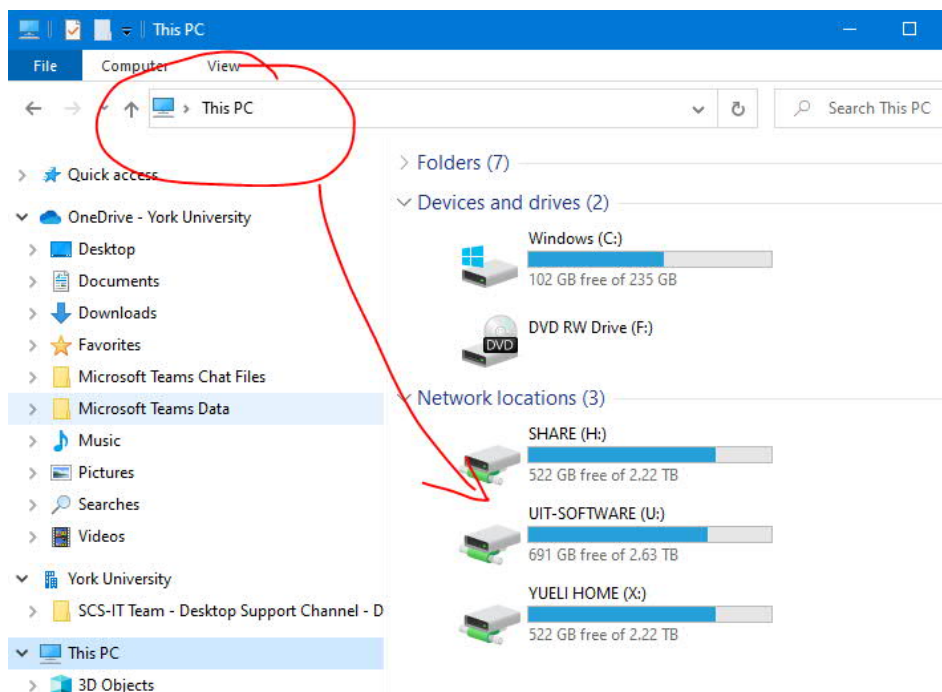 This PC
File Computer View
This PC
Search This PC
Quick access
OneDrive - York University
Desktop
Documents
Downloads
Favorites
Microsoft Teams Chat Files
Microsoft Teams Data
Music
Pictures
Searches
Videos
York University
SCS-IT Team - Desktop Support Channel - D
This PC
3D Objects
Folders (7)
Devices and drives (2)
Windows (C:)
102 GB free of 235 GB
DVD RW Drive (F:)
DVD
Network locations (3)
SHARE (H:)
522 GB free of 2.22 TB
UIT-SOFTWARE (U:)
691 GB free of 2.63 TB
YUELI HOME (X:)
522 GB free of 2.22 TB